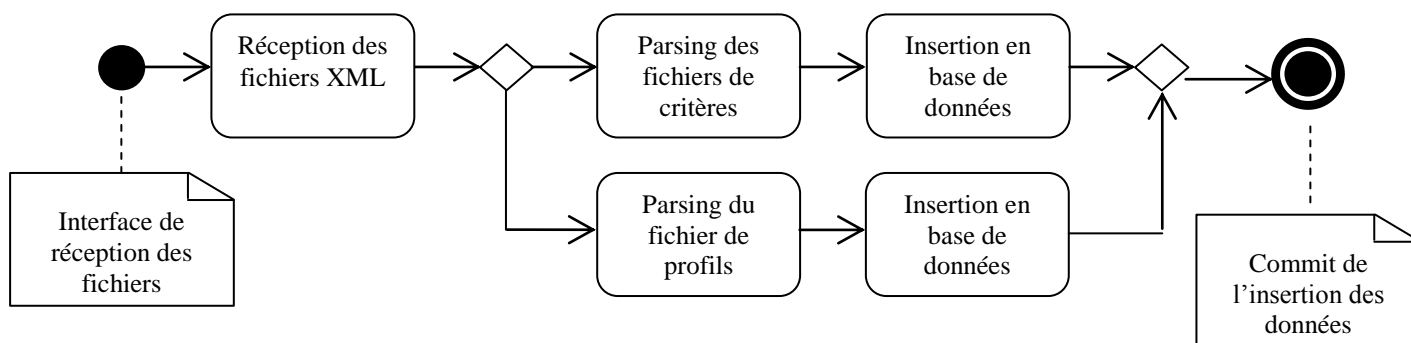 Réception des
fichiers XML
Parsing des
fichiers de
critères
Insertion en
base de
données
Parsing du
fichier de
profils
Insertion en
base de
données
Interface de
réception des
fichiers
Commit de
l’insertion des
données